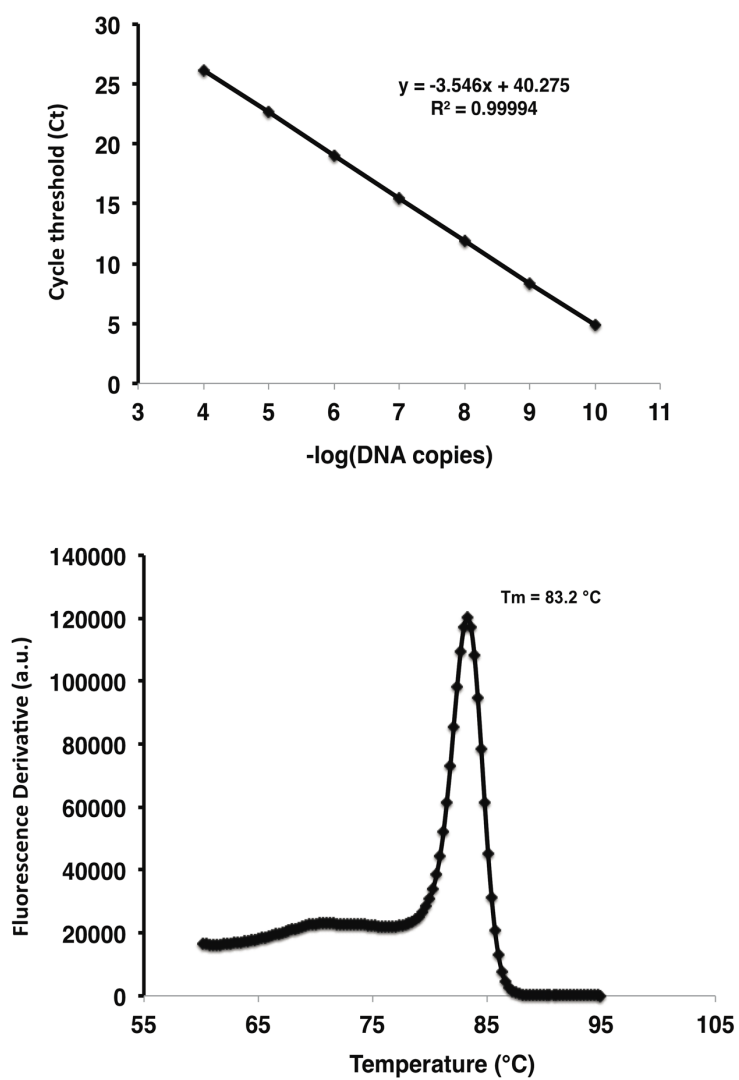 30
25
20
15
10
5
0
Cycle threshold (Ct)
y = -3.546x + 40.275
R² = 0.99994
3 4 5 6 7 8 9 10 11
-log(DNA copies)
140000
120000
100000
80000
60000
40000
20000
0
Fluorescence Derivative (a.u.)
Tm = 83.2 °C
55 65 75 85 95 105
Temperature (°C)